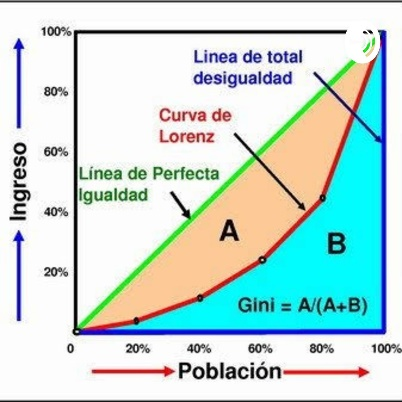 100%
80%
60%
40%
20%
Ingreso
Linea de total
desigualdad
Curva de
Lorenz
Línea de Perfecta
Igualdad
A
B
Gini = A/(A+B)
0
20%
40%
60%
80%
100%
Población